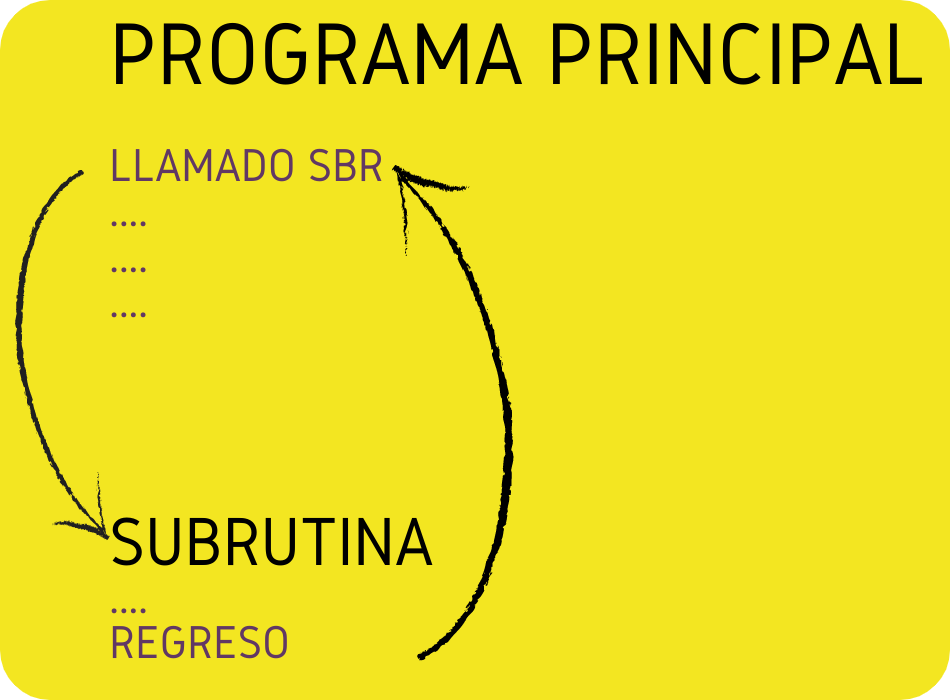 PROGRAMA PRINCIPAL
LLAMADO SBR
....
....
....
SUBRUTINA
....
REGRESO